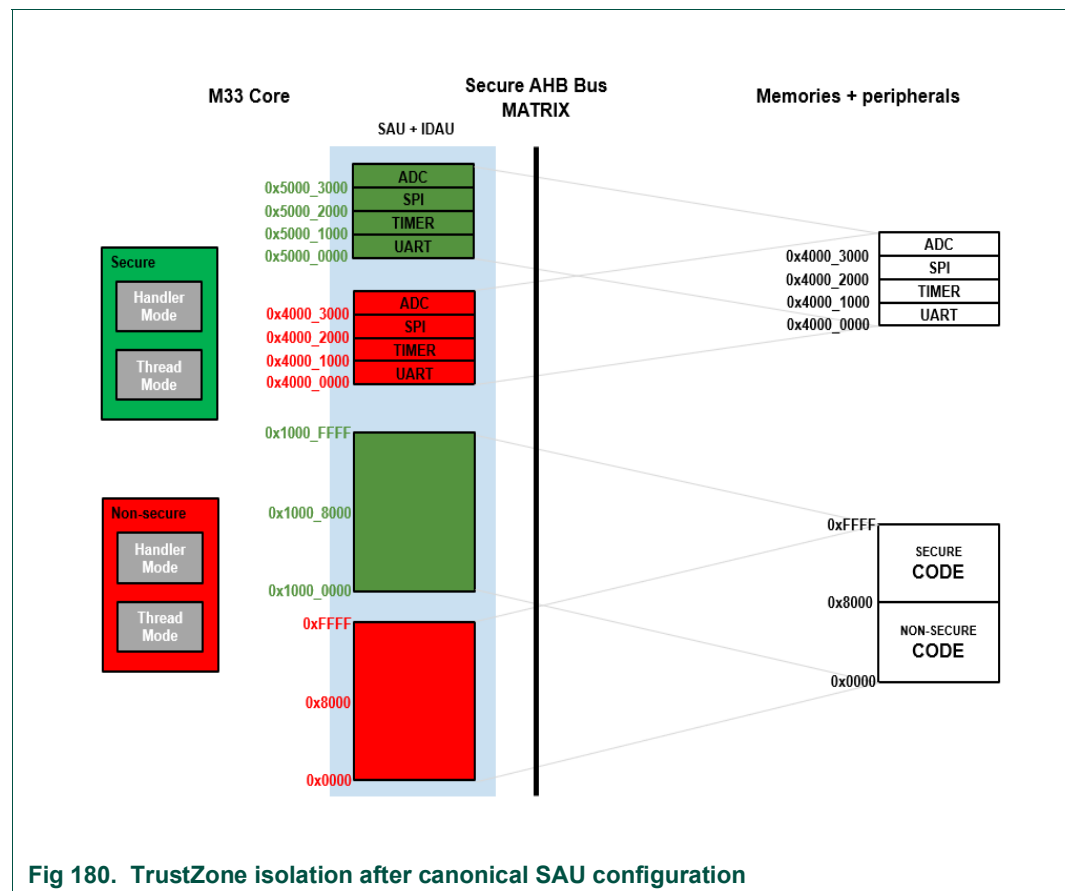 M33 Core
Secure AHB Bus
MATRIX
Memories + peripherals
SAU + IDAU
ADC
0x5000_3000
SPI
0x5000_2000
TIMER
0x5000_1000
UART
0x5000_0000
ADC
0x4000_3000
SPI
0x4000_2000
TIMER
0x4000_1000
UART
0x4000_0000
Secure
Handler
Mode
Thread
Mode
ADC
0x4000_3000
SPI
0x4000_2000
TIMER
0x4000_1000
UART
0x4000_0000
0x1000_FFFF
0x1000_8000
0x1000_0000
Non-secure
Handler
Mode
Thread
Mode
0xFFFF
0x8000
0x0000
0xFFFF
SECURE
CODE
0x8000
NON-SECURE
CODE
0x0000
Fig 180. TrustZone isolation after canonical SAU configuration